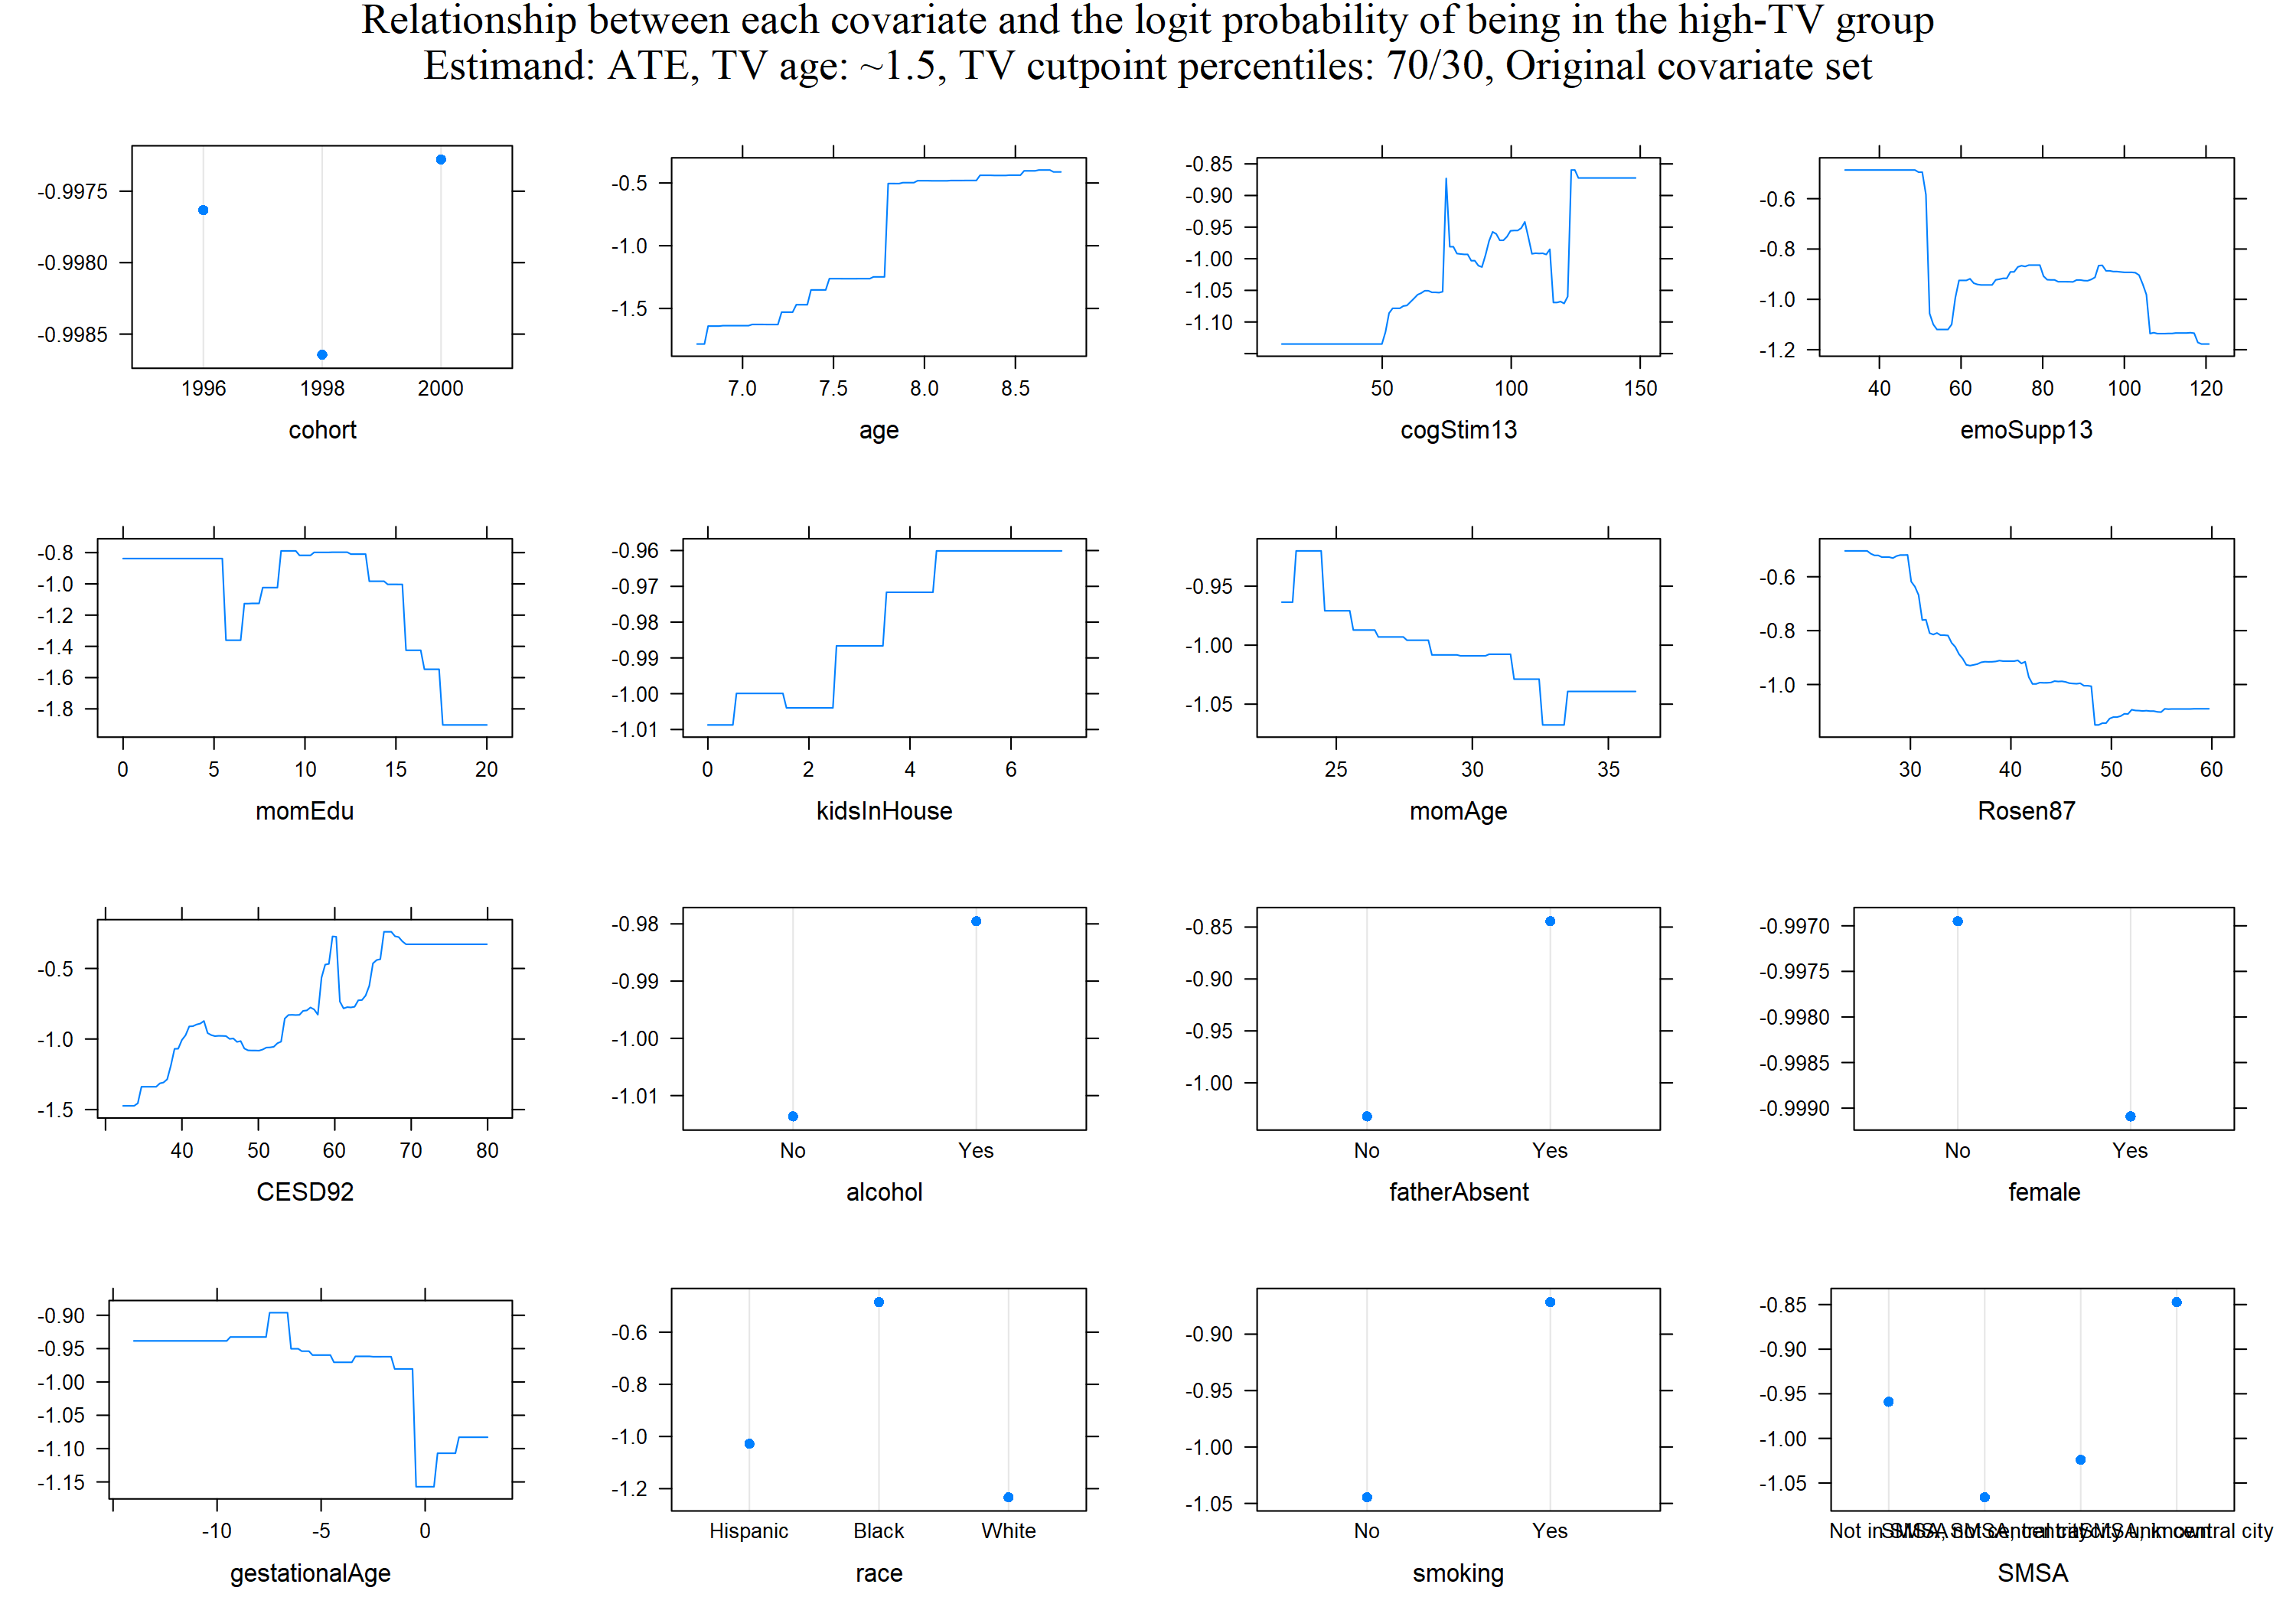 Relationship between each covariate and the logit probability of being in the high-TV group
Estimand: ATE, TV age: ~1.5, TV cutpoint percentiles: 70/30, Original covariate set
-0.9975
-0.9980
-0.9985
1996 1998 2000
cohort
-0.5
-1.0
-1.5
7.0 7.5 8.0 8.5
age
-0.85
-0.90
-0.95
-1.00
-1.05
-1.10
50 100 150
cogStim13
-0.6
-0.8
-1.0
-1.2
40 60 80 100 120
emoSupp13
-0.8
-1.0
-1.2
-1.4
-1.6
-1.8
0 5 10 15 20
momEdu
-0.96
-0.97
-0.98
-0.99
-1.00
-1.01
0 2 4 6
kidsInHouse
-0.95
-1.00
-1.05
25 30 35
momAge
-0.6
-0.8
-1.0
30 40 50 60
Rosen87
-0.5
-1.0
-1.5
40 50 60 70 80
CESD92
-0.98
-0.99
-1.00
-1.01
No Yes
alcohol
-0.85
-0.90
-0.95
-1.00
No Yes
fatherAbsent
-0.9970
-0.9975
-0.9980
-0.9985
-0.9990
No Yes
female
-0.90
-0.95
-1.00
-1.05
-1.10
-1.15
-10 -5 0
gestationalAge
-0.6
-0.8
-1.0
-1.2
Hispanic Black White
race
-0.90
-0.95
-1.00
-1.05
No Yes
smoking
-0.85
-0.90
-0.95
-1.00
-1.05
Not in central city
SMSA